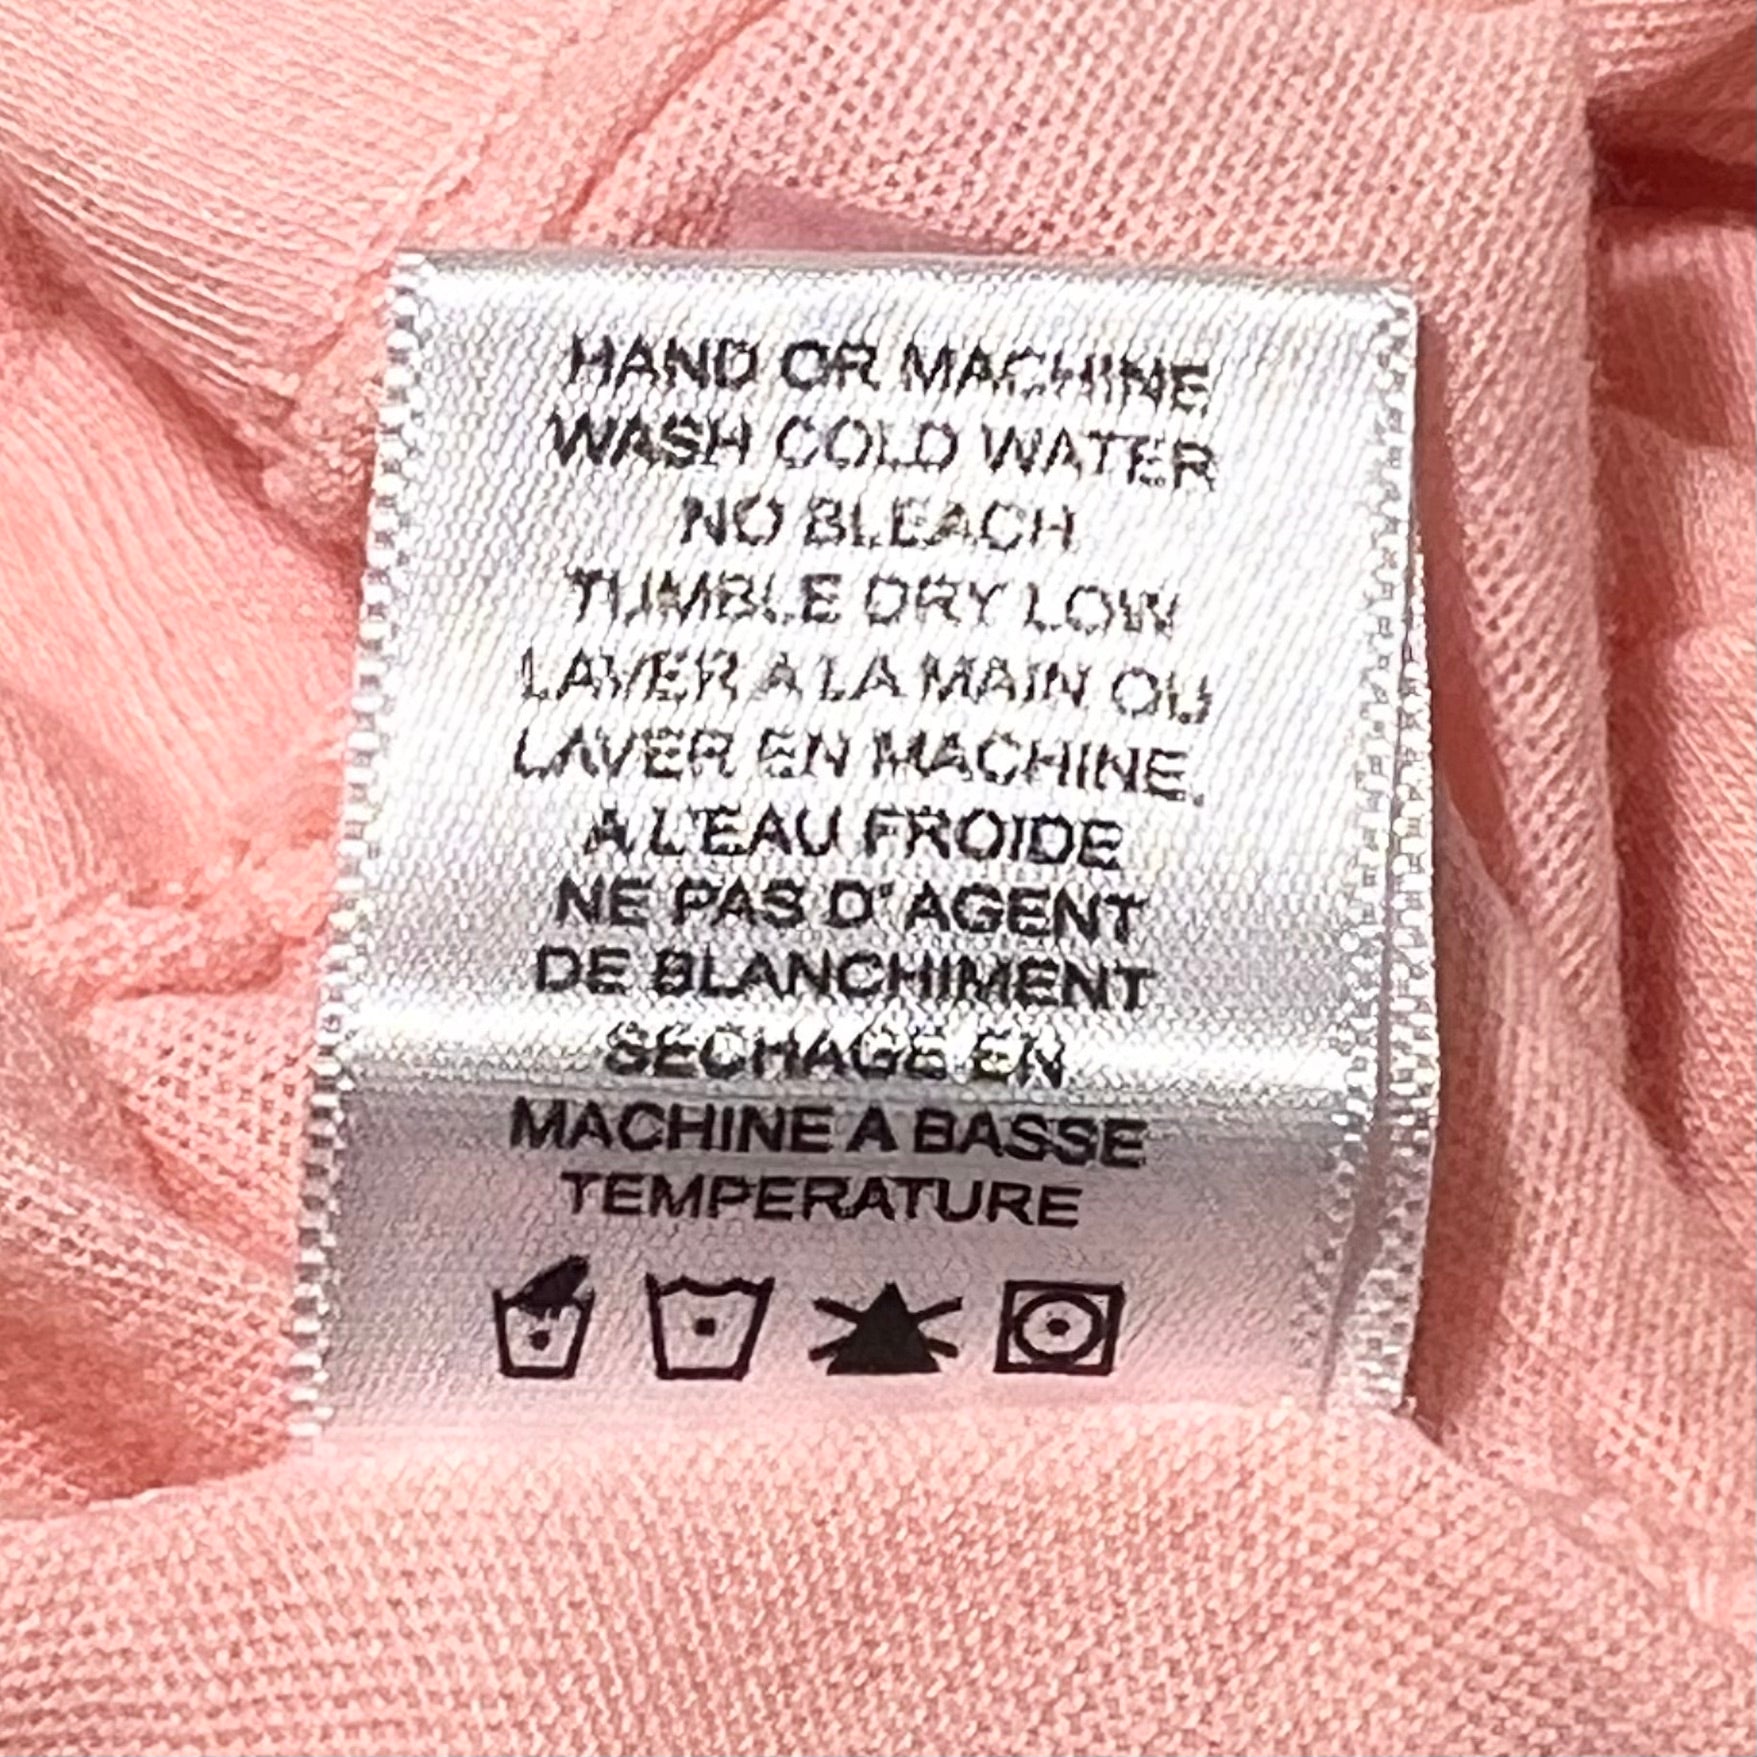 HAND OR MACHINE
WASH COLD WATER
NO BLEACH
TUMBLE DRY LOW
LAVER A LA MAIN OU
LAVER EN MACHINE,
A L'EAU FROIDE
NE PAS D' AGENT
DE BLANCHIMENT
SECHAGE EN
MACHINE A BASSE
TEMPERATURE